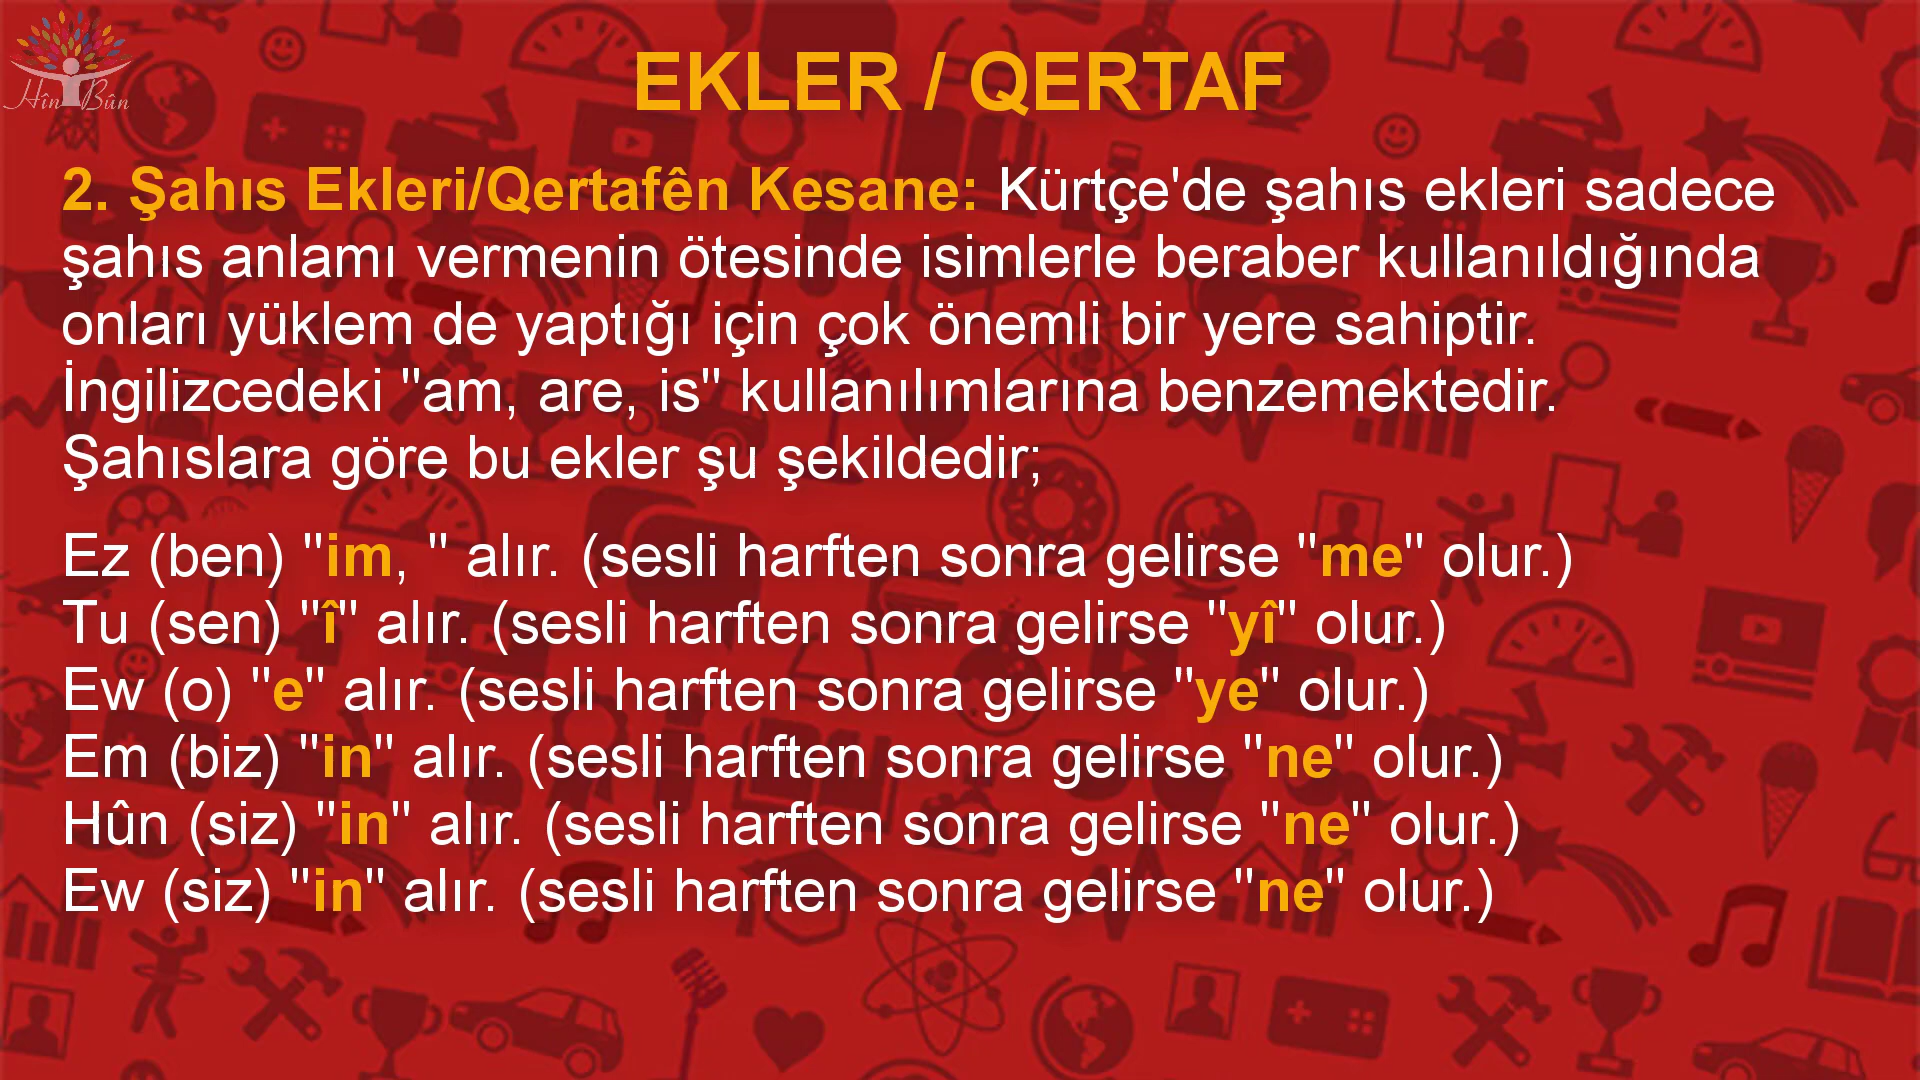 Hîn Bûn
EKLER / QERTAF
2. Şahıs Ekleri/Qertafên Kesane: Kürtçe'de şahıs ekleri sadece
şahıs anlamı vermenin ötesinde isimlerle beraber kullanıldığında
onları yüklem de yaptığı için çok önemli bir yere sahiptir.
İngilizcedeki "am, are, is" kullanılımlarına benzemektedir.
Şahıslara göre bu ekler şu şekildedir;
Ez (ben) "im, " alır. (sesli harften sonra gelirse "me" olur.)
Tu (sen) "î" alır. (sesli harften sonra gelirse "yî" olur.)
Ew (o) "e" alır. (sesli harften sonra gelirse "ye" olur.)
Em (biz) "in" alır. (sesli harften sonra gelirse "ne" olur.)
Hûn (siz) "in" alır. (sesli harften sonra gelirse "ne" olur.)
Ew (siz) "in" alır. (sesli harften sonra gelirse "ne" olur.)